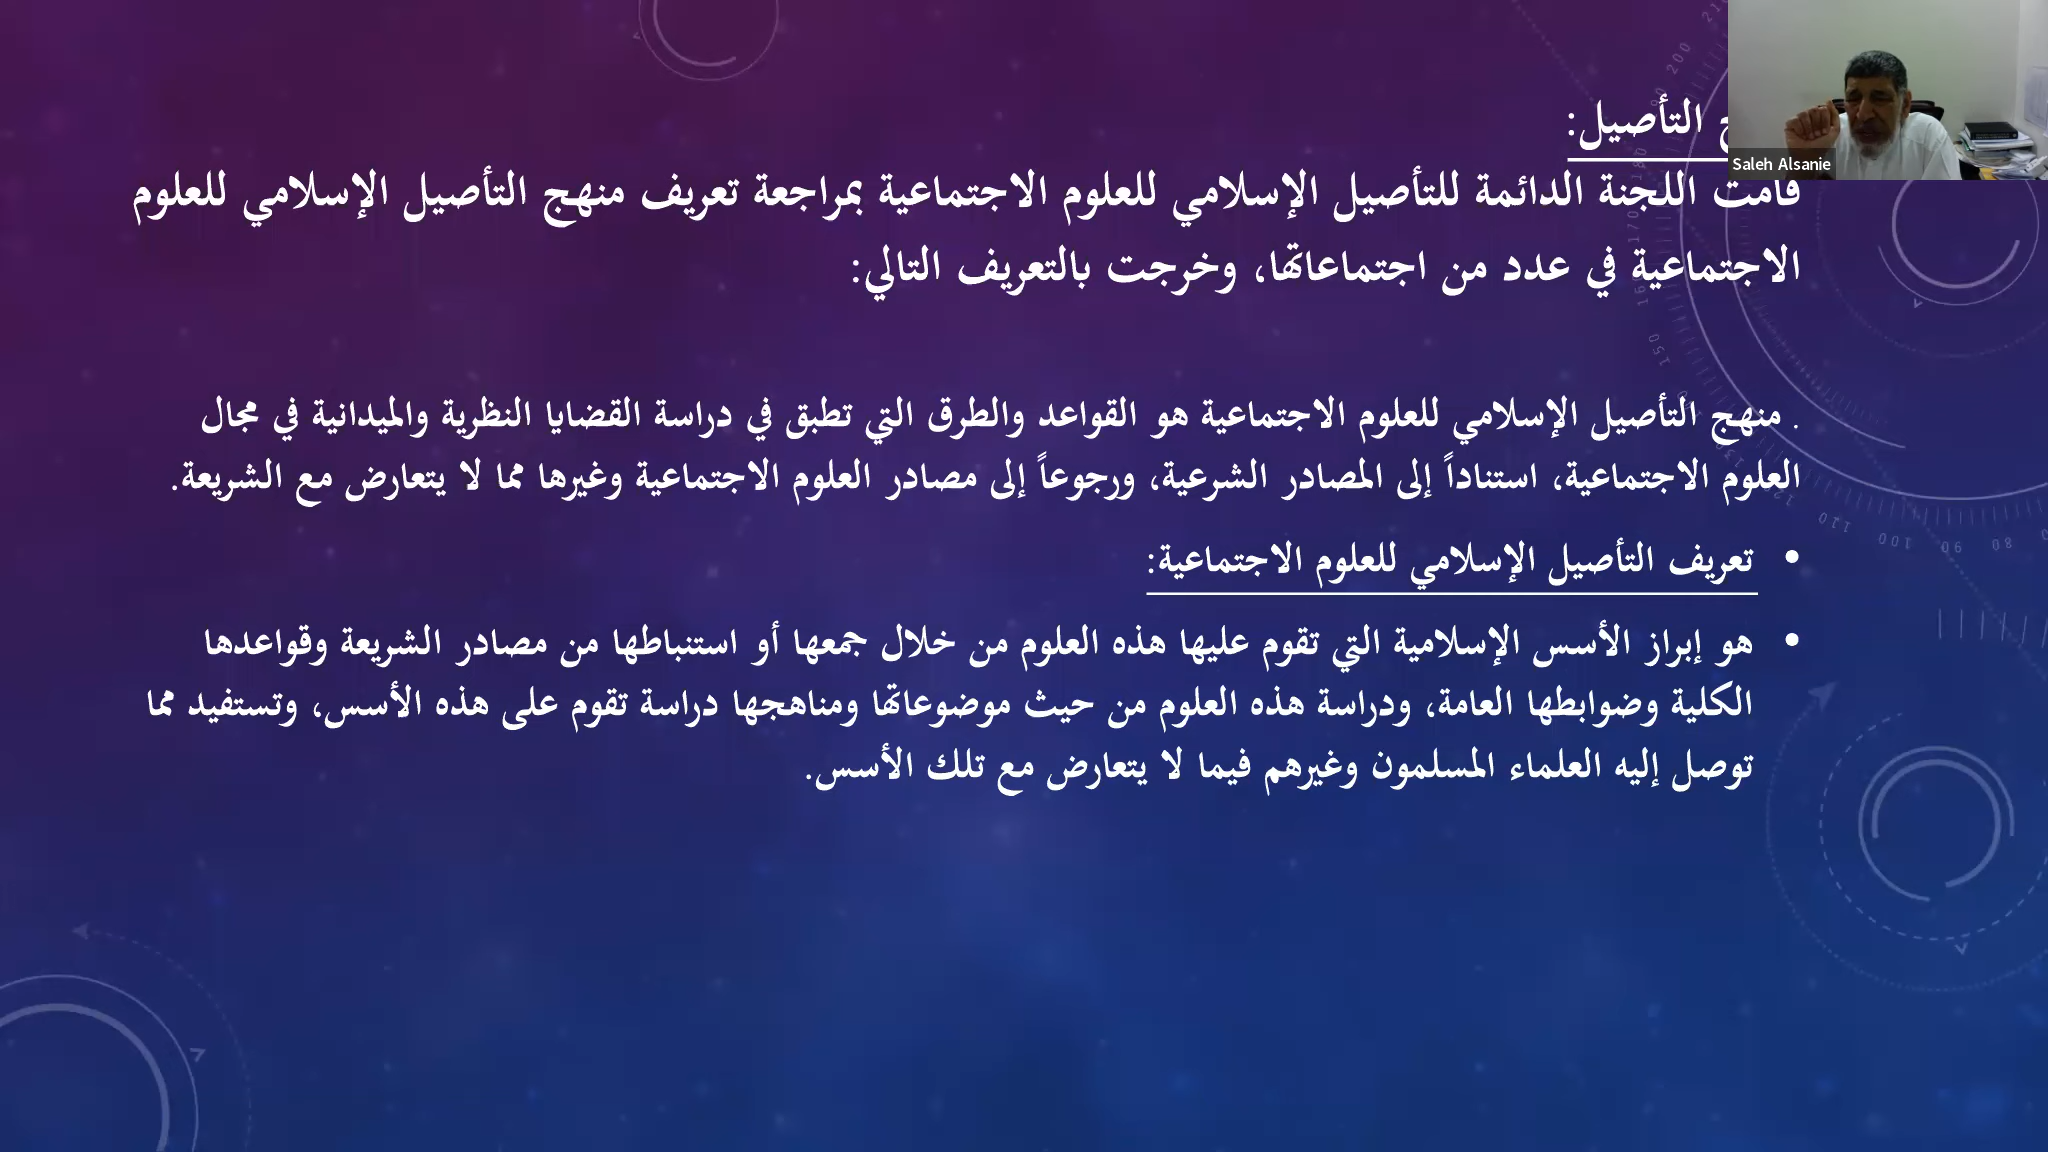 التأصيل:
Saleh Alsanie
قامت اللجنة الدائمة للتأصيل الإسلامي للعلوم الاجتماعية بمراجعة تعريف منهج التأصيل الإسلامي للعلوم
الاجتماعية في عدد من اجتماعاتها، وخرجت بالتعريف التالي:
. منهج التأصيل الإسلامي للعلوم الاجتماعية هو القواعد والطرق التي تطبق في دراسة القضايا النظرية والميدانية في مجال
العلوم الاجتماعية، استناداً إلى المصادر الشرعية، ورجوعاً إلى مصادر العلوم الاجتماعية وغيرها مما لا يتعارض مع الشريعة.
• تعريف التأصيل الإسلامي للعلوم الاجتماعية:
• هو إبراز الأسس الإسلامية التي تقوم عليها هذه العلوم من خلال جمعها أو استنباطها من مصادر الشريعة وقواعدها
الكلية وضوابطها العامة، ودراسة هذه العلوم من حيث موضوعاتها ومناهجها دراسة تقوم على هذه الأسس، وتستفيد مما
توصل إليه العلماء المسلمون وغيرهم فيما لا يتعارض مع تلك الأسس.